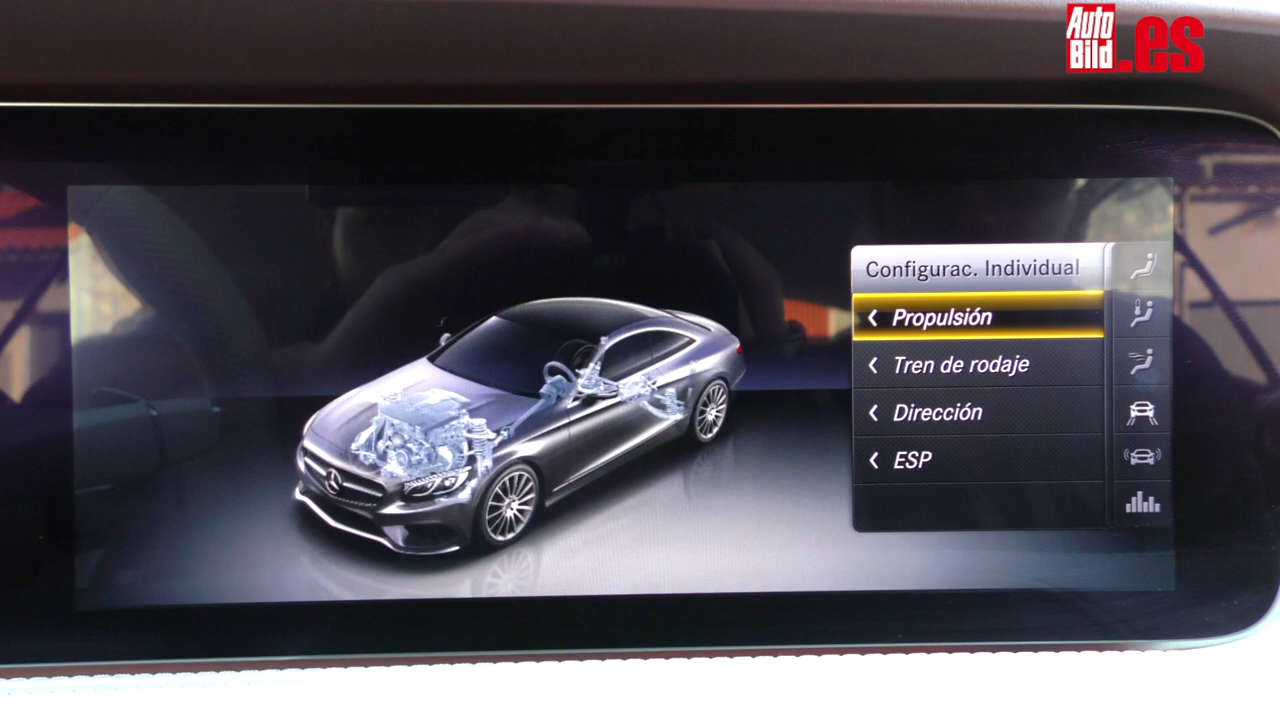 Auto
Bild.es
Configurac. Individual
Propulsión
Tren de rodaje
Dirección
ESP